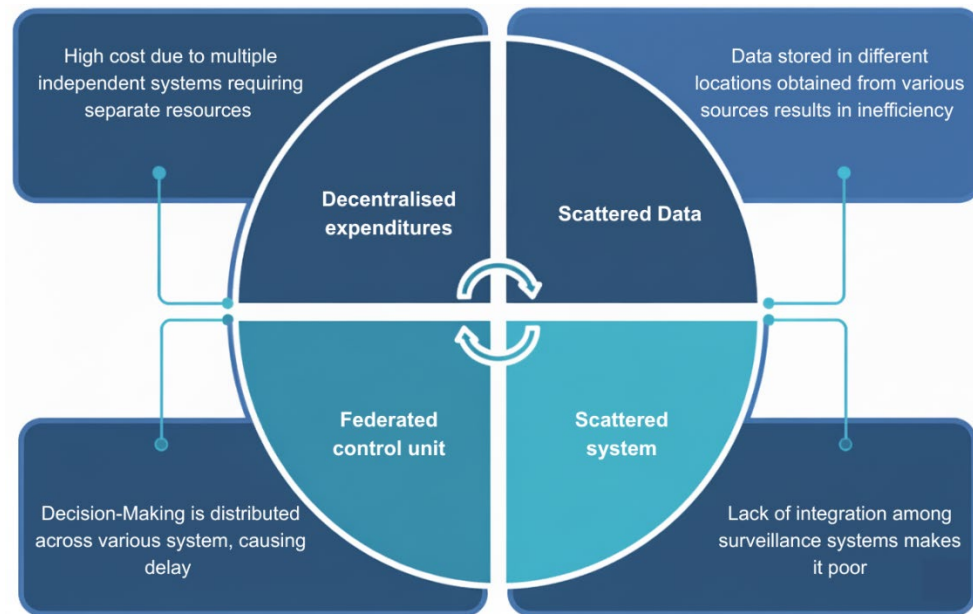 High cost due to multiple
independent systems requiring
separate resources
Data stored in different
locations obtained from various
sources results in inefficiency
Decentralised
expenditures
Scattered Data
Federated
control unit
Scattered
system
Decision-Making is distributed
across various system, causing
delay
Lack of integration among
surveillance systems makes
it poor